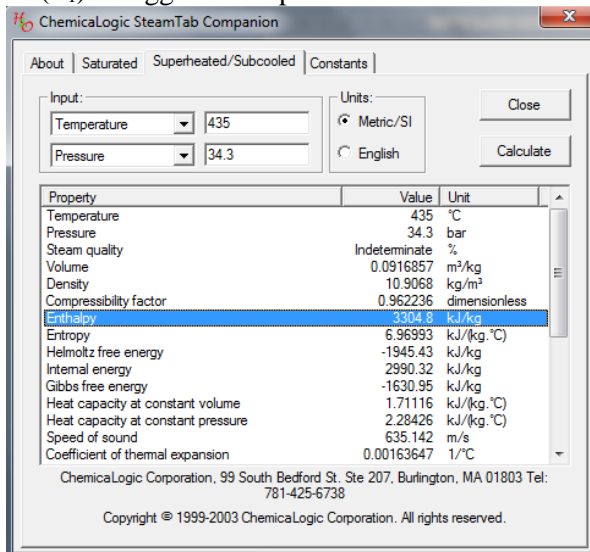 H₂O ChemicaLogic SteamTab Companion
About Saturated Superheated/Subcooled Constants
Input: Units:
Temperature 435 Metric/SI Close
Pressure 34.3 English Calculate
Property Value Unit
Temperature 435 °C
Pressure 34.3 bar
Steam quality Indeterminate %
Volume 0.0916857 m³/kg
Density 10.9068 kg/m³
Compressibility factor 0.962236 dimensionless
Enthalpy 3304.8 kJ/kg
Entropy 6.96993 kJ/(kg.°C)
Helmoltz free energy -1945.43 kJ/kg
Internal energy 2990.32 kJ/kg
Gibbs free energy -1630.95 kJ/kg
Heat capacity at constant volume 1.71116 kJ/(kg.°C)
Heat capacity at constant pressure 2.28426 kJ/(kg.°C)
Speed of sound 635.142 m/s
Coefficient of thermal expansion 0.00163647 1/°C
ChemicaLogic Corporation, 99 South Bedford St. Ste 207, Burlington, MA 01803 Tel:
781-425-6738
Copyright © 1999-2003 ChemicaLogic Corporation. All rights reserved.